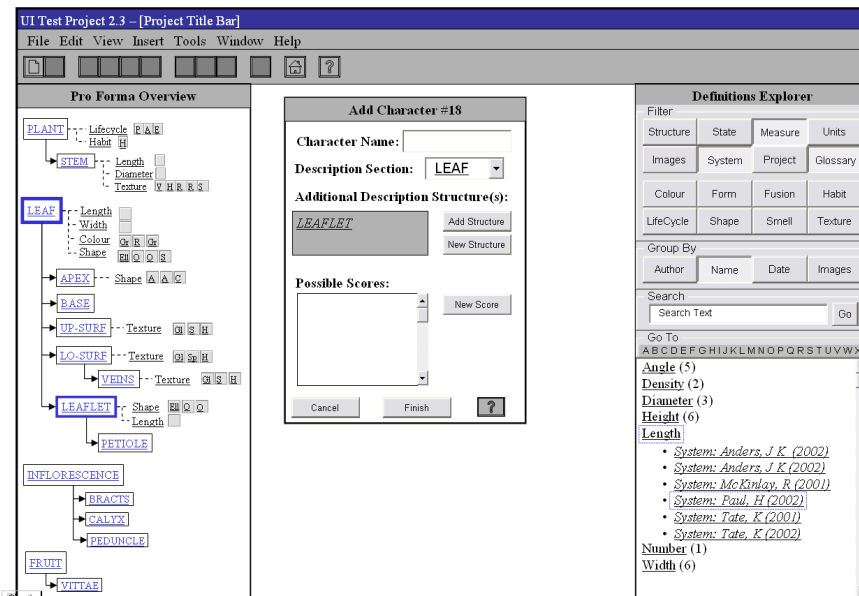 UI Test Project 2.3 – [Project Title Bar]
File Edit View Insert Tools Window Help
?
Pro Forma Overview
PLANT Lifecycle P A E
Habit H
STEM Length
Diameter
Texture V H R R S
LEAF Length
Width
Colour Gr R Gr
Shape Ell O O S
APEX Shape A A C
BASE
UP-SURF Texture Gl S H
LO-SURF Texture Gl Sp H
VEINS Texture Gl S H
LEAFLET Shape Ell O O
Length
PETIOLE
INFLORESCENCE
BRACTS
CALYX
PEDUNCLE
FRUIT
VITTAE
Add Character #18
Character Name:
Description Section: LEAF
Additional Description Structure(s):
LEAFLET
Add Structure
New Structure
Possible Scores:
New Score
Cancel Finish ?
Definitions Explorer
Filter
Structure State Measure Units
Images System Project Glossary
Colour Form Fusion Habit
LifeCycle Shape Smell Texture
Group By
Author Name Date Images
Search
Search Text Go
Go To
A B C D E F G H I J K L M N O P Q R S T U V W X
Angle (5)
Density (2)
Diameter (3)
Height (6)
Length
• System: Anders, J K (2002)
• System: Anders, J K (2002)
• System: McKinlay, R (2001)
• System: Paul, H (2002)
• System: Tate, K (2001)
• System: Tate, K (2002)
Number (1)
Width (6)